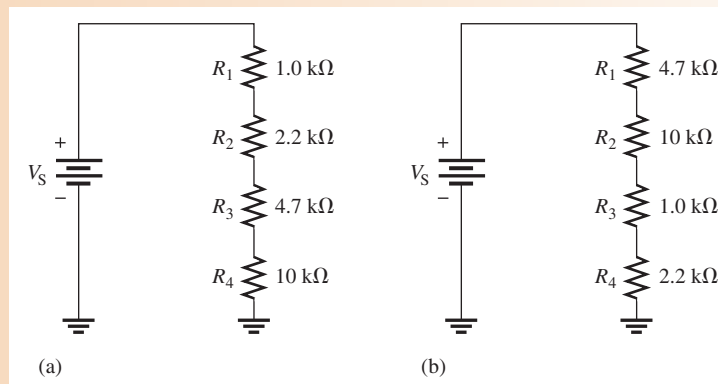 R1 1.0 kΩ
R2 2.2 kΩ
R3 4.7 kΩ
R4 10 kΩ
+
VS
−
(a)
R1 4.7 kΩ
R2 10 kΩ
R3 1.0 kΩ
R4 2.2 kΩ
+
VS
−
(b)